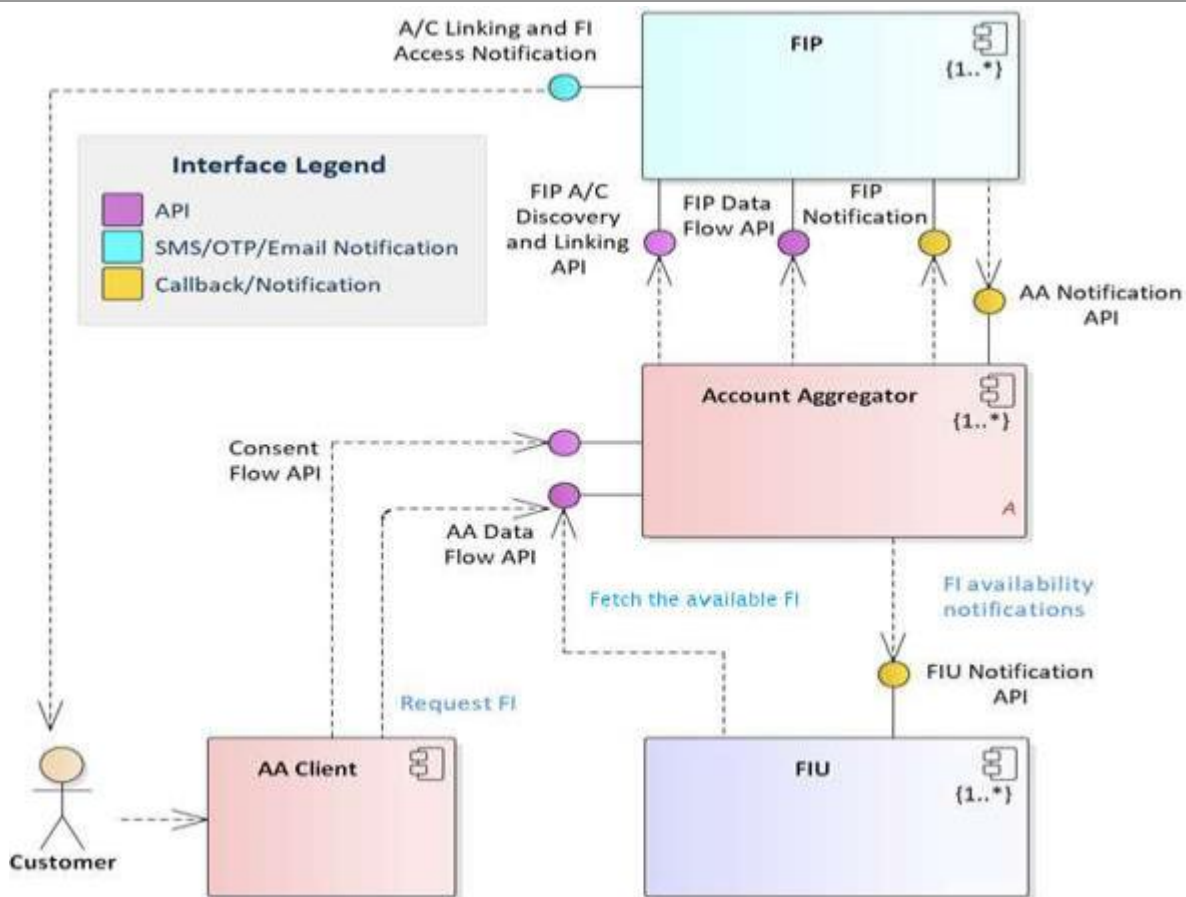 A/C Linking and FI
Access Notification
FIP
{1..*}
Interface Legend
API
SMS/OTP/Email Notification
Callback/Notification
FIP A/C
Discovery
and Linking
API
FIP Data
Flow API
FIP
Notification
AA Notification
API
Account Aggregator
{1..*}
A
Consent
Flow API
AA Data
Flow API
Fetch the available FI
FI availability
notifications
Request FI
FIU Notification
API
AA Client
FIU
{1..*}
Customer